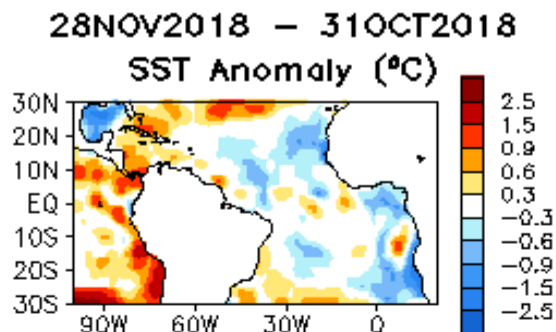 28NOV2018 – 31OCT2018
SST Anomaly (°C)
30N
20N
10N
EQ
10S
20S
30S
90W 60W 30W 0
2.5
1.5
0.9
0.6
0.3
-0.3
-0.6
-0.9
-1.5
-2.5